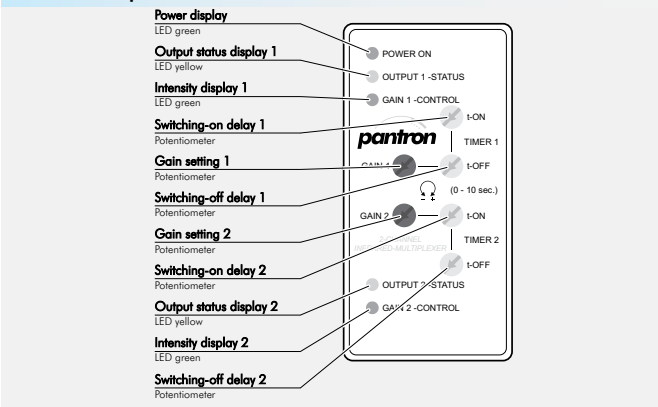 Power display
LED green
Output status display 1
LED yellow
Intensity display 1
LED green
Switching-on delay 1
Potentiometer
Gain setting 1
Potentiometer
Switching-off delay 1
Potentiometer
Gain setting 2
Potentiometer
Switching-on delay 2
Potentiometer
Output status display 2
LED yellow
Intensity display 2
LED green
Switching-off delay 2
Potentiometer
POWER ON
OUTPUT 1 -STATUS
GAIN 1 -CONTROL
t-ON
pantron
TIMER 1
GAIN 1
t-OFF
(0 - 10 sec.)
- +
GAIN 2
t-ON
2-CHANNEL
TIMER 2
INFRARED-MULTIPLEXER
t-OFF
OUTPUT 2 -STATUS
GAIN 2 -CONTROL